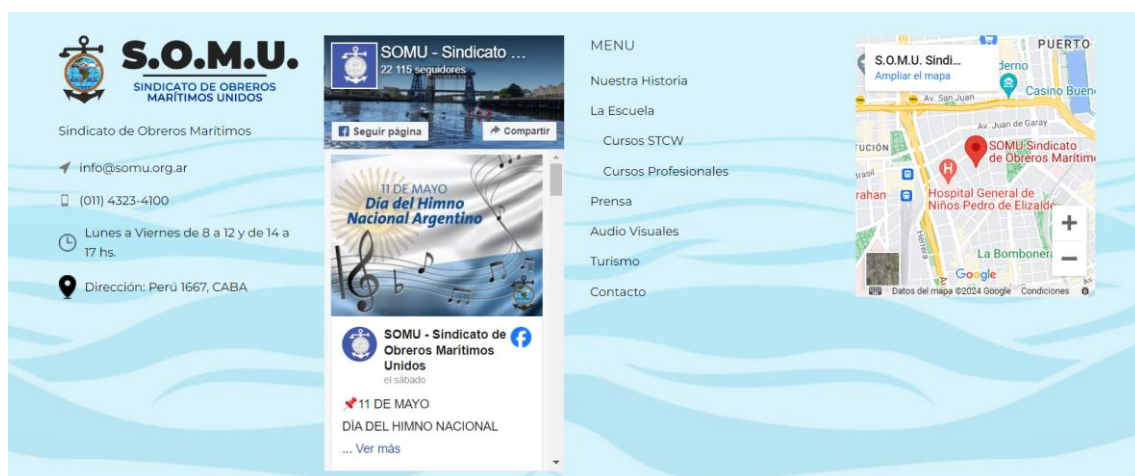 S.O.M.U.
SINDICATO DE OBREROS
MARÍTIMOS UNIDOS
Sindicato de Obreros Marítimos
info@somu.org.ar
(011) 4323-4100
Lunes a Viernes de 8 a 12 y de 14 a
17 hs.
Dirección: Perú 1667, CABA
SOMU - Sindicato ...
22 115 seguidores
Seguir página
Compartir
11 DE MAYO
Día del Himno
Nacional Argentino
SOMU - Sindicato de
Obreros Marítimos
Unidos
el sábado
11 DE MAYO
DÍA DEL HIMNO NACIONAL
... Ver más
MENU
Nuestra Historia
La Escuela
Cursos STCW
Cursos Profesionales
Prensa
Audio Visuales
Turismo
Contacto
S.O.M.U. Sindi...
Ampliar el mapa
PUERTO
derno
Casino Buen
Av. San Juan
Av. Juan de Garay
TUCIÓN
SOMU Sindicato
de Obreros Marítim
Brasil
rahan
Hospital General de
Niños Pedro de Elizalde
Herrera
La Bombonera
Google
Datos del mapa ©2024 Google
Condiciones